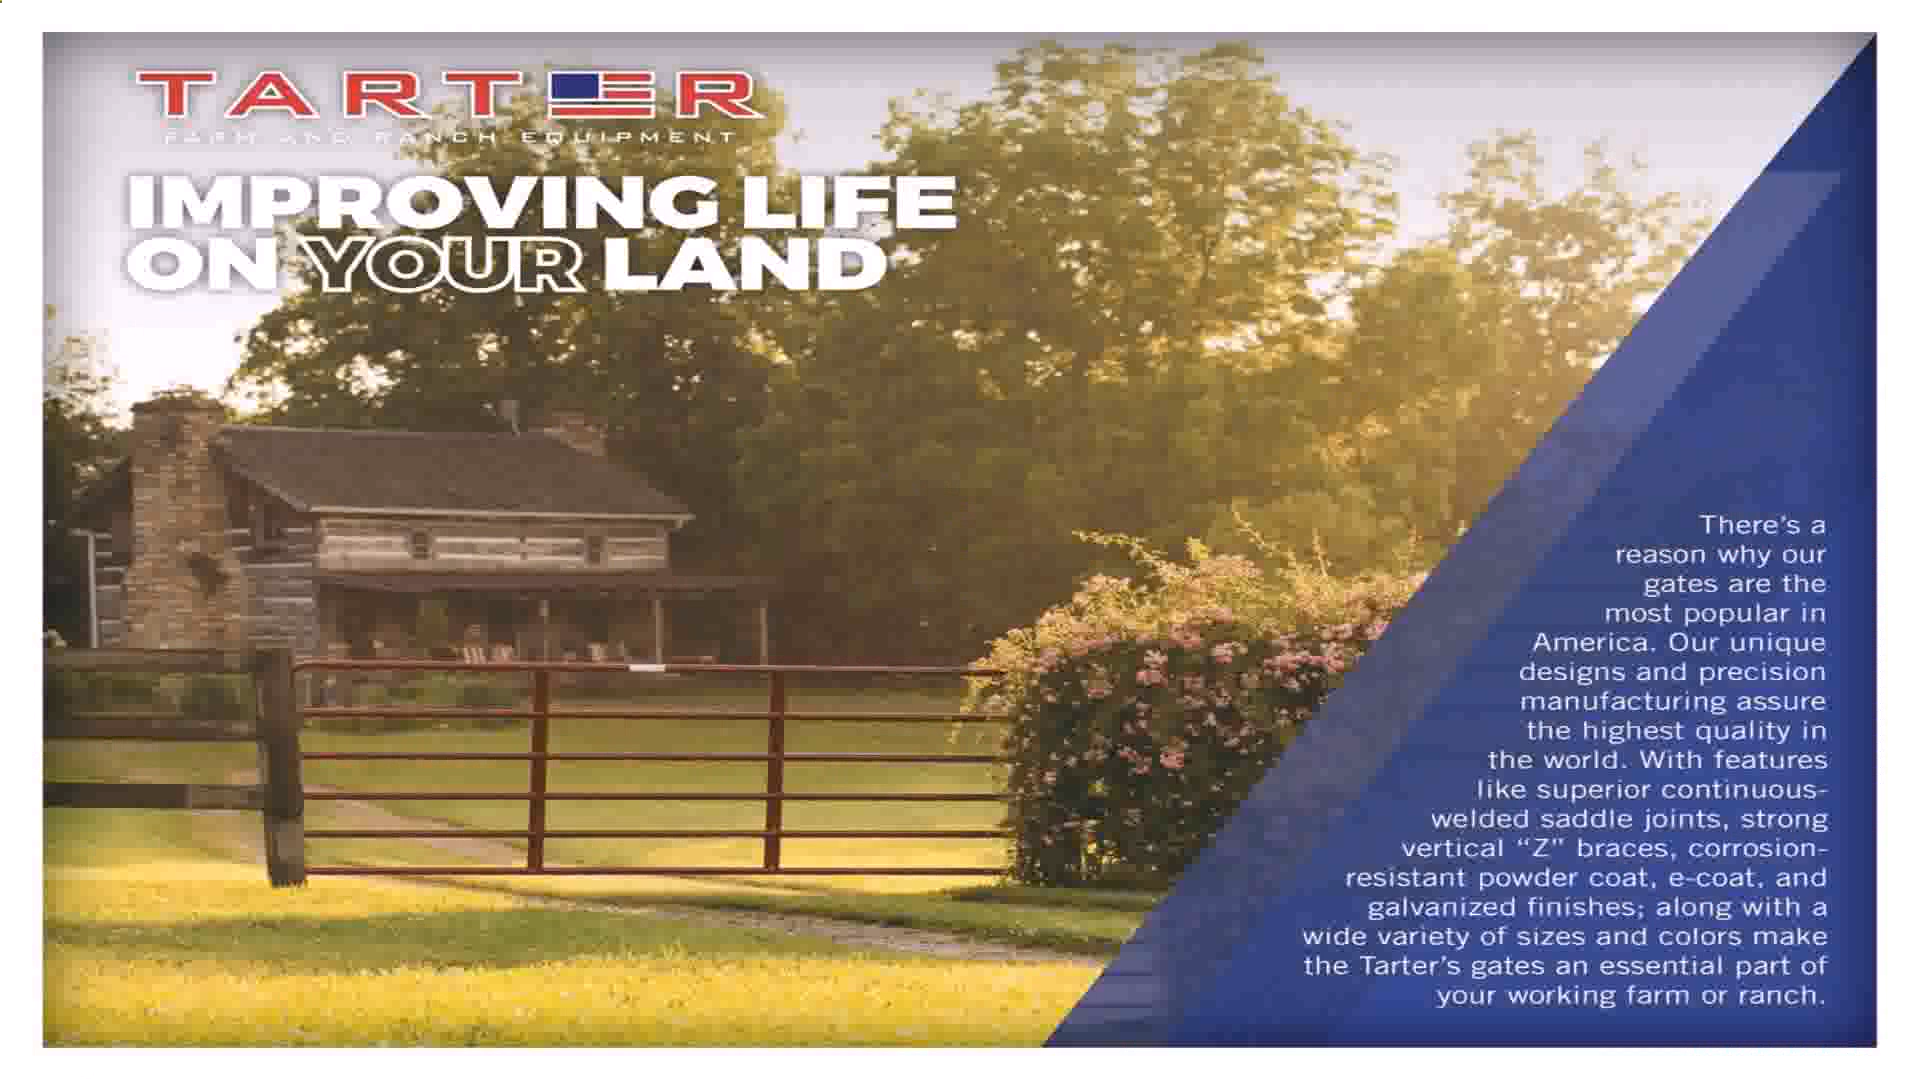 TARTER
FARM AND RANCH EQUIPMENT
IMPROVING LIFE
ON YOUR LAND
There’s a
reason why our
gates are the
most popular in
America. Our unique
designs and precision
manufacturing assure
the highest quality in
the world. With features
like superior continuous-
welded saddle joints, strong
vertical “Z” braces, corrosion-
resistant powder coat, e-coat, and
galvanized finishes; along with a
wide variety of sizes and colors make
the Tarter’s gates an essential part of
your working farm or ranch.